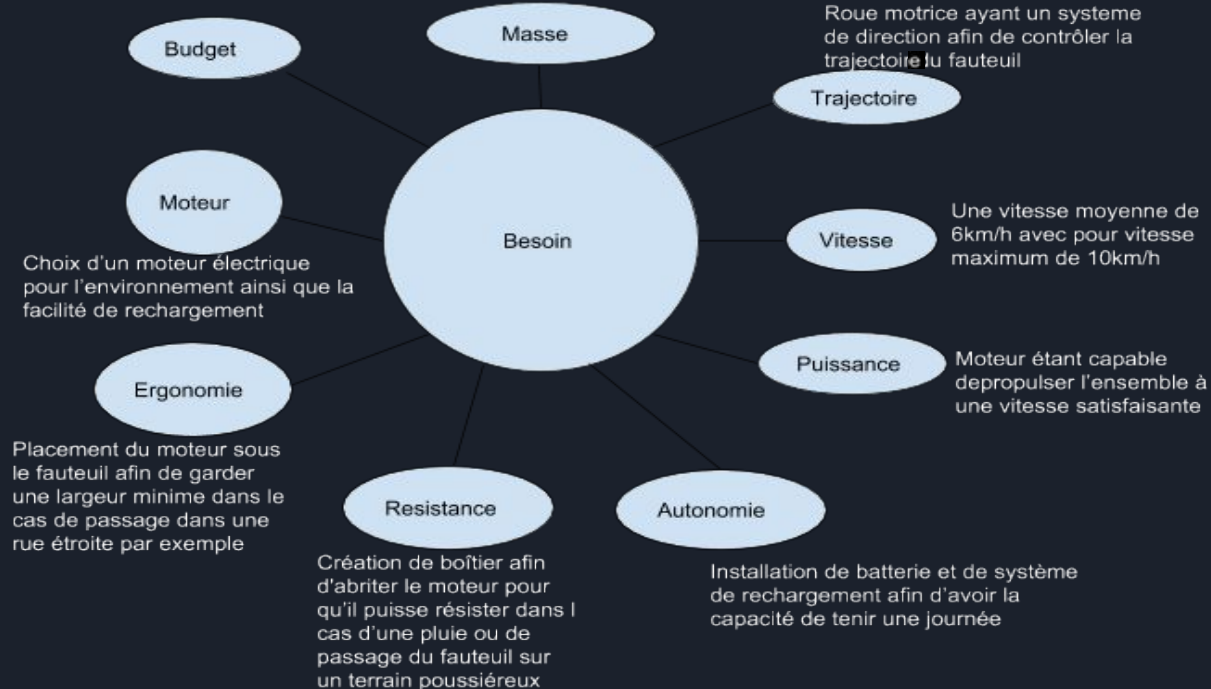 Budget
Masse
Roue motrice ayant un systeme
de direction afin de contrôler la
trajectoire du fauteuil
Trajectoire
Moteur
Choix d'un moteur électrique
pour l'environnement ainsi que la
facilité de rechargement
Besoin
Vitesse
Une vitesse moyenne de
6km/h avec pour vitesse
maximum de 10km/h
Puissance
Moteur étant capable
depropulser l'ensemble à
une vitesse satisfaisante
Ergonomie
Placement du moteur sous
le fauteuil afin de garder
une largeur minime dans le
cas de passage dans une
rue étroite par exemple
Resistance
Création de boîtier afin
d'abriter le moteur pour
qu'il puisse résister dans l
cas d'une pluie ou de
passage du fauteuil sur
un terrain poussiéreux
Autonomie
Installation de batterie et de système
de rechargement afin d'avoir la
capacité de tenir une journée